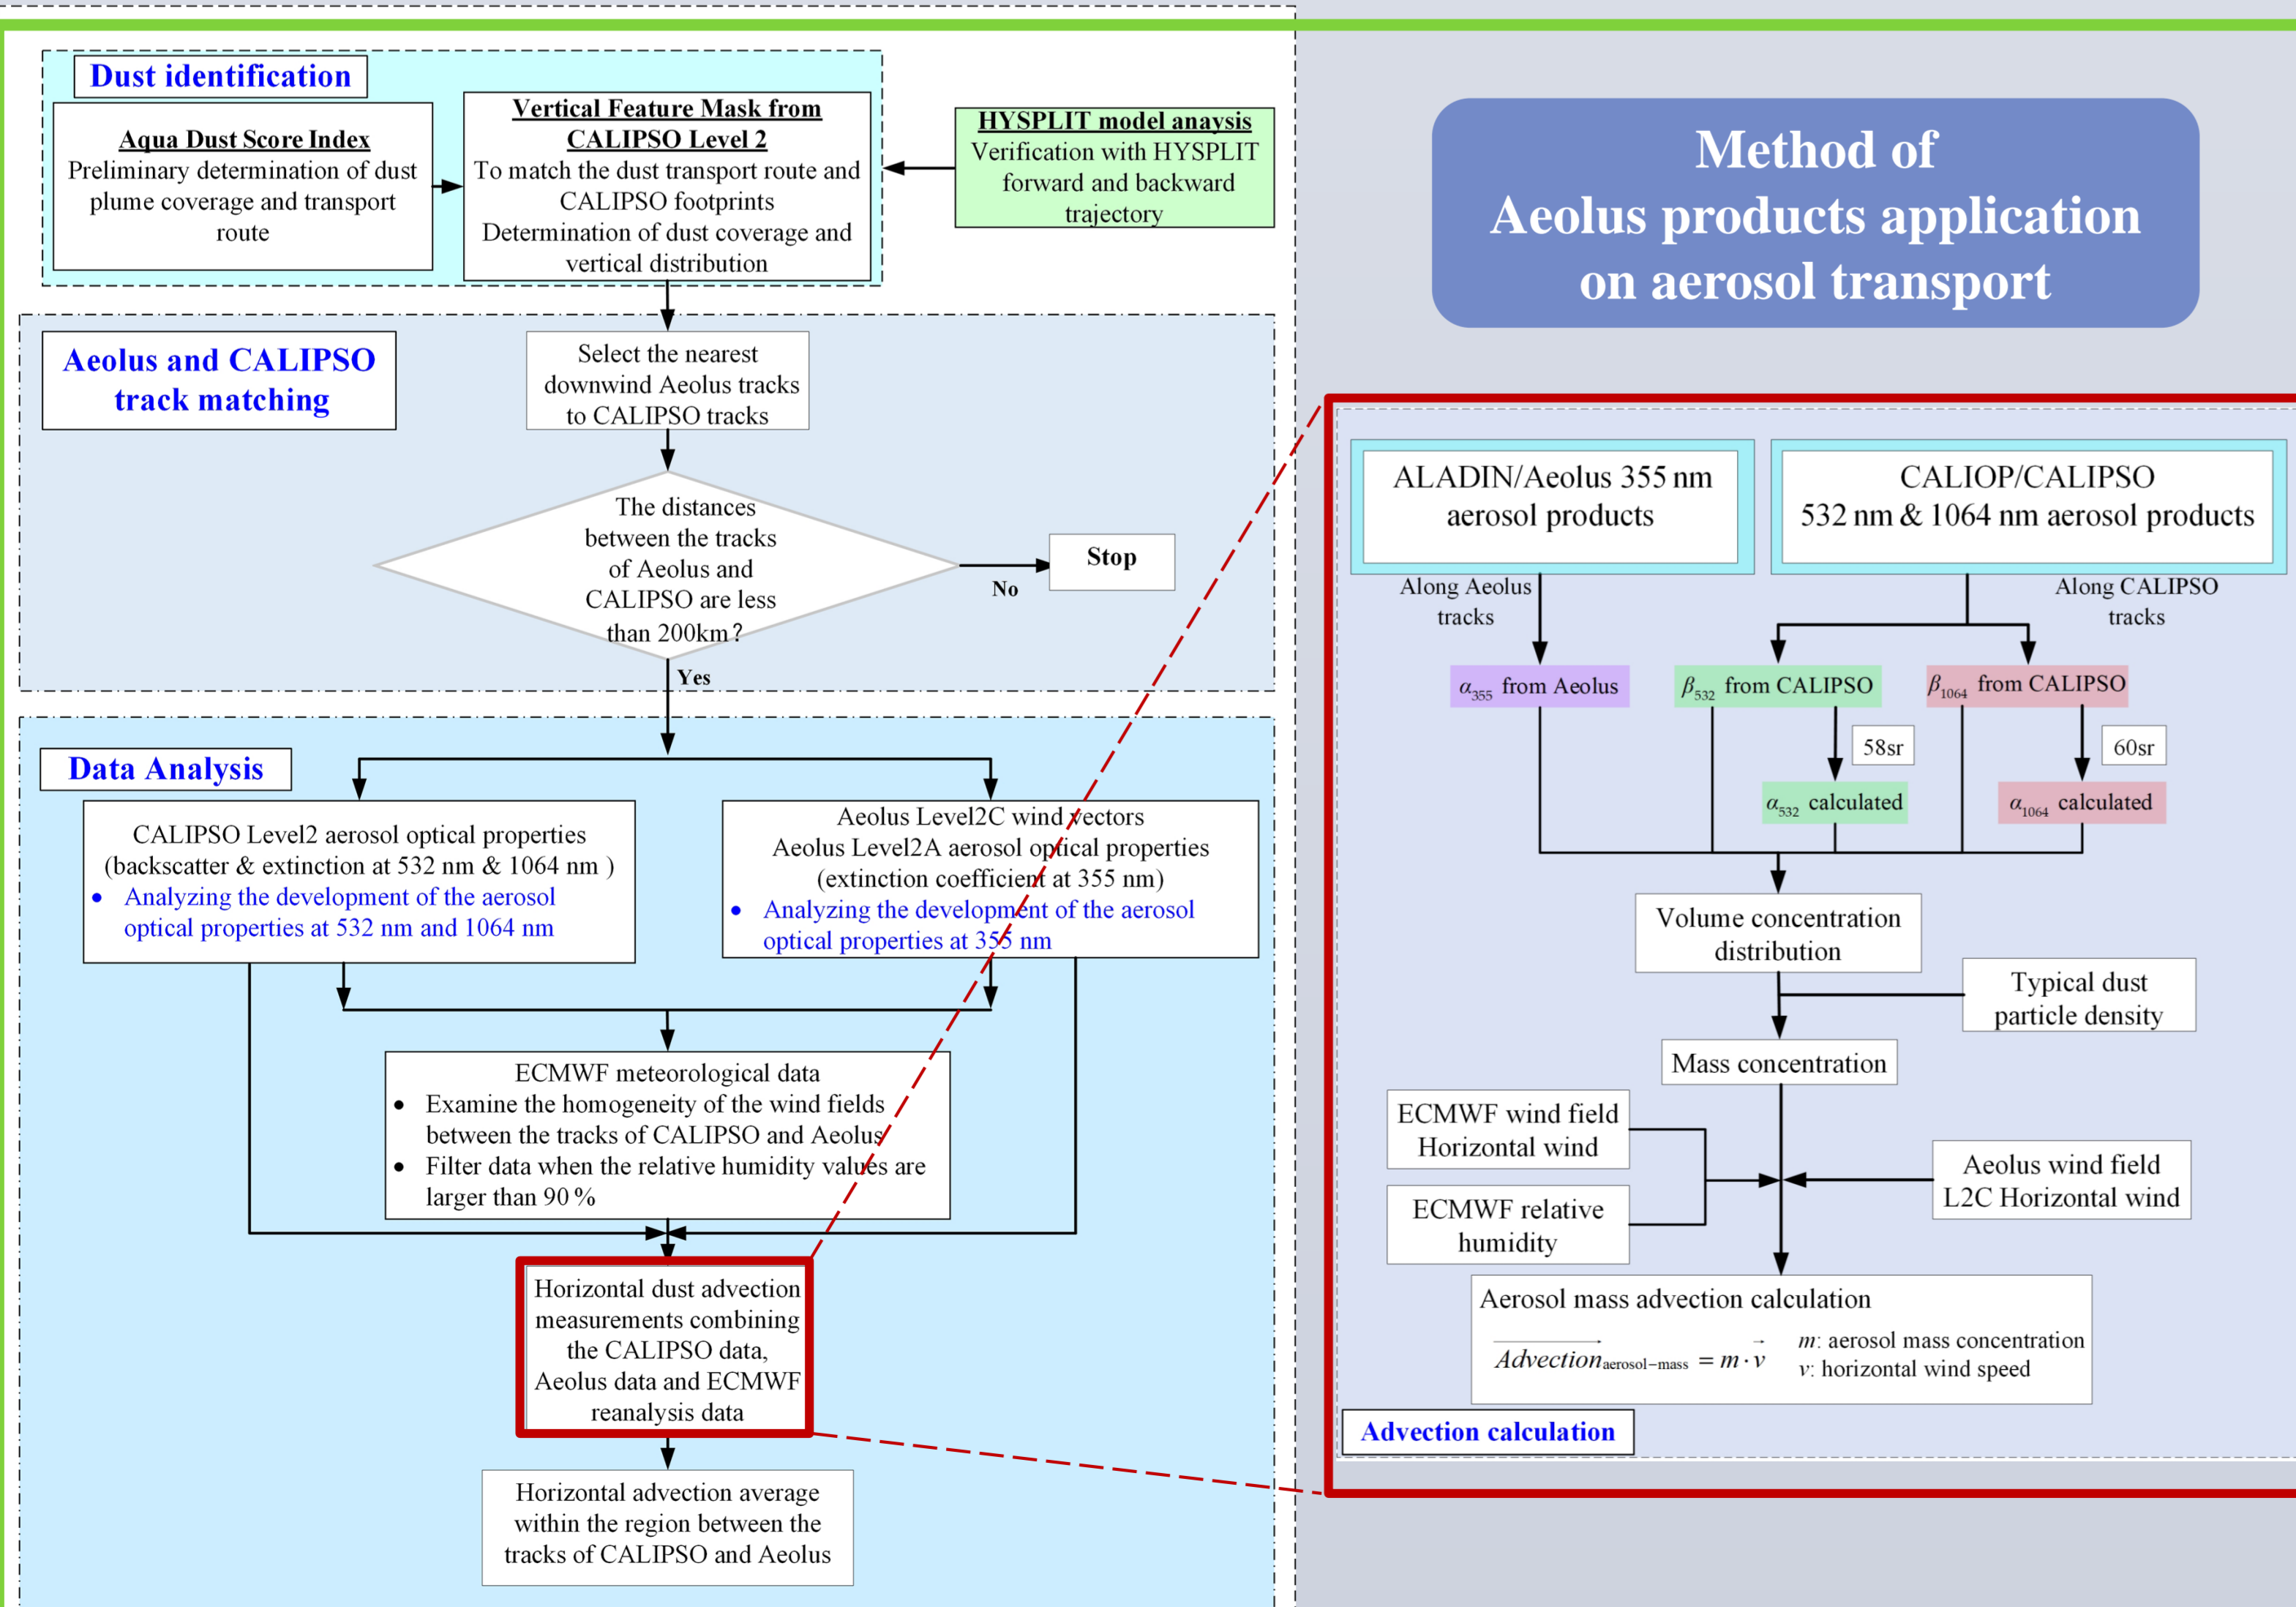 Dust identification
Aqua Dust Score Index
Preliminary determination of dust
plume coverage and transport
route
Vertical Feature Mask from
CALIPSO Level 2
To match the dust transport route and
CALIPSO footprints
Determination of dust coverage and
vertical distribution
HYSPLIT model anaysis
Verification with HYSPLIT
forward and backward
trajectory
Aeolus and CALIPSO
track matching
Select the nearest
downwind Aeolus tracks
to CALIPSO tracks
The distances
between the tracks
of Aeolus and
CALIPSO are less
than 200km?
No
Stop
Yes
Data Analysis
CALIPSO Level2 aerosol optical properties
(backscatter & extinction at 532 nm & 1064 nm )
• Analyzing the development of the aerosol
optical properties at 532 nm and 1064 nm
Aeolus Level2C wind vectors
Aeolus Level2A aerosol optical properties
(extinction coefficient at 355 nm)
• Analyzing the development of the aerosol
optical properties at 355 nm
ECMWF meteorological data
• Examine the homogeneity of the wind fields
between the tracks of CALIPSO and Aeolus
• Filter data when the relative humidity values are
larger than 90 %
Horizontal dust advection
measurements combining
the CALIPSO data,
Aeolus data and ECMWF
reanalysis data
Horizontal advection average
within the region between the
tracks of CALIPSO and Aeolus
Method of
Aeolus products application
on aerosol transport
ALADIN/Aeolus 355 nm
aerosol products
CALIOP/CALIPSO
532 nm & 1064 nm aerosol products
Along Aeolus
tracks
Along CALIPSO
tracks
α355 from Aeolus
β532 from CALIPSO
β1064 from CALIPSO
58sr
60sr
α532 calculated
α1064 calculated
Volume concentration
distribution
Typical dust
particle density
Mass concentration
ECMWF wind field
Horizontal wind
ECMWF relative
humidity
Aeolus wind field
L2C Horizontal wind
Aerosol mass advection calculation
Advection aerosol−mass = m · v
m: aerosol mass concentration
v: horizontal wind speed
Advection calculation